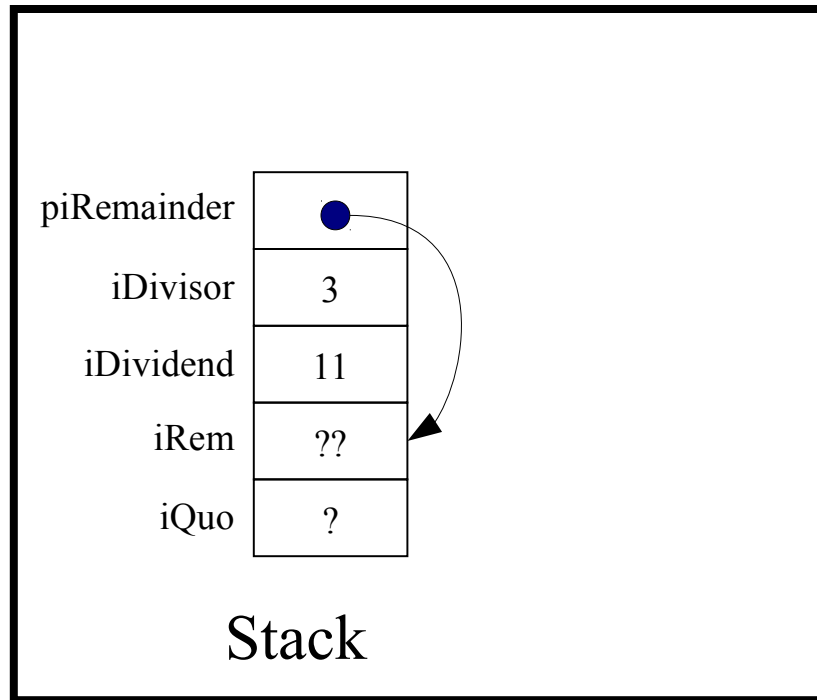 piRemainder
iDivisor 3
iDividend 11
iRem ??
iQuo ?
Stack